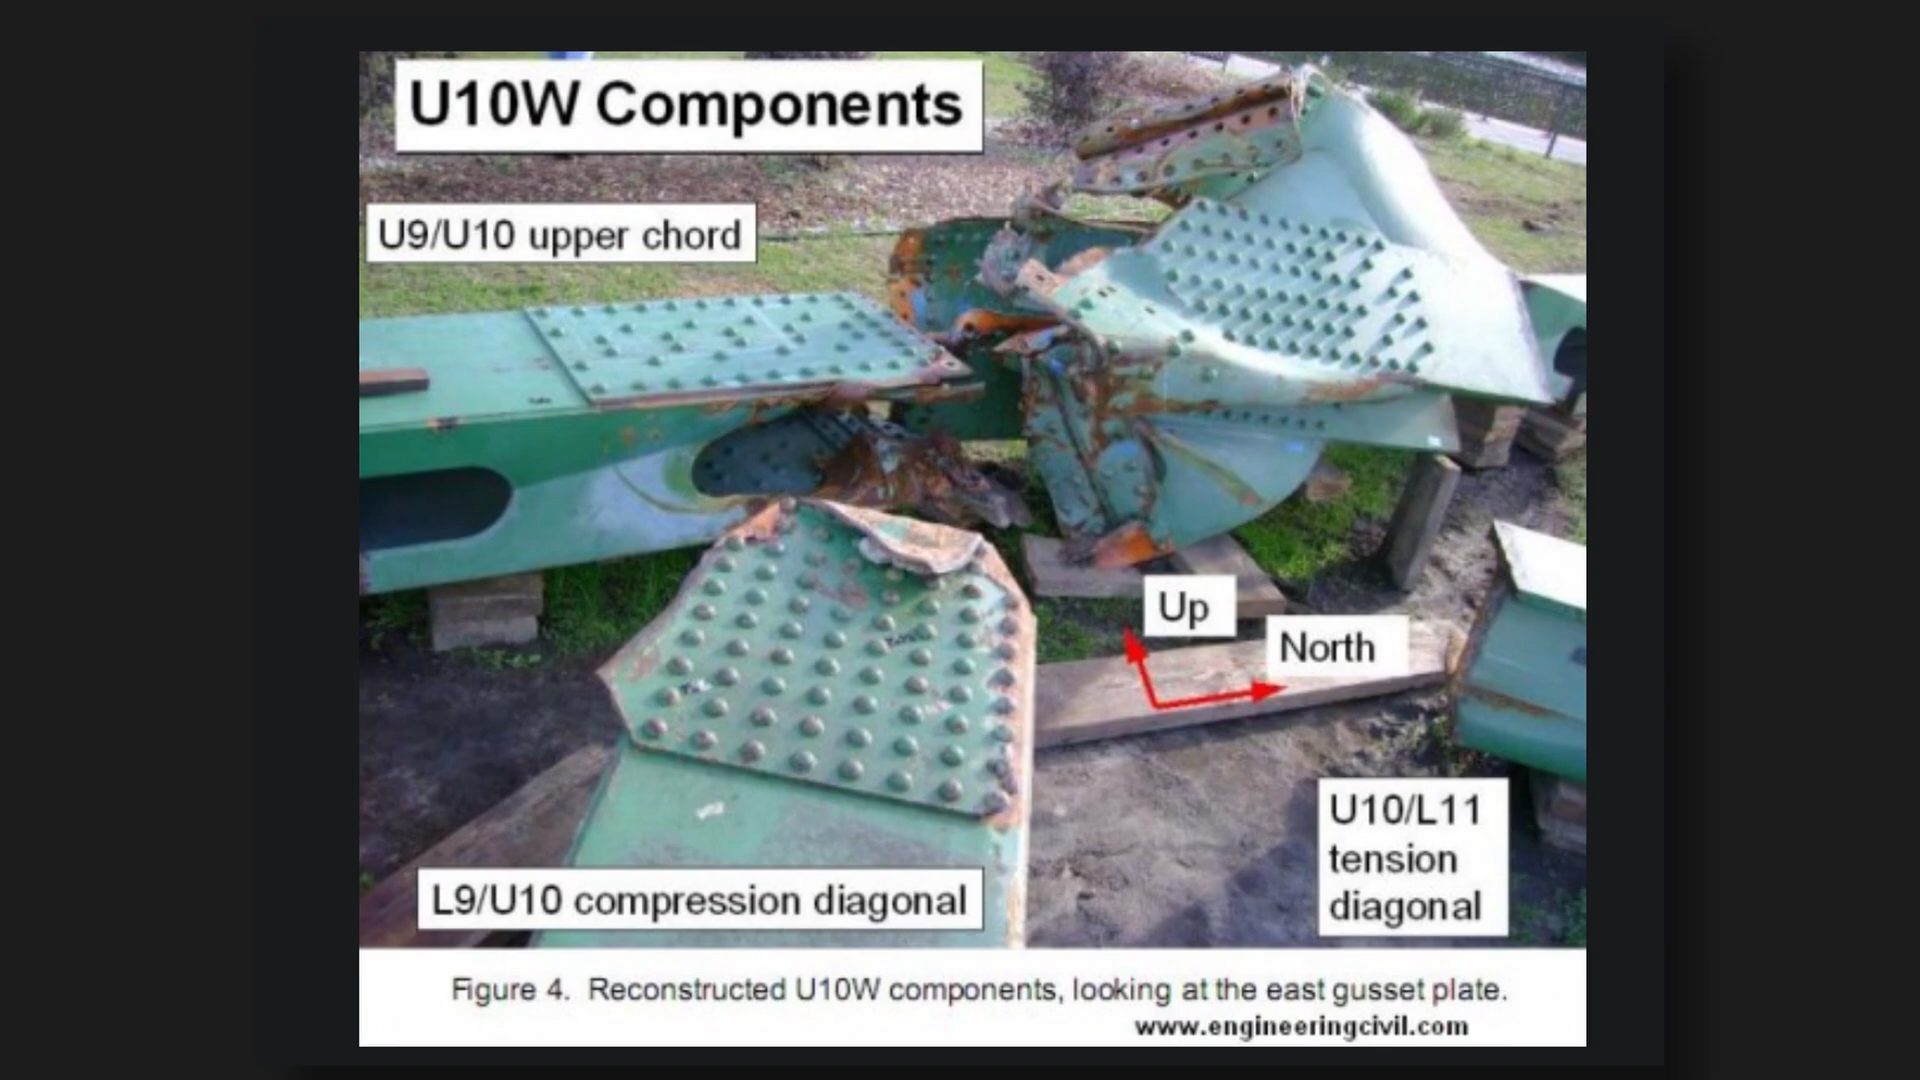 U10W Components
U9/U10 upper chord
Up
North
U10/L11
tension
diagonal
L9/U10 compression diagonal
Figure 4. Reconstructed U10W components, looking at the east gusset plate.
www.engineeringcivil.com